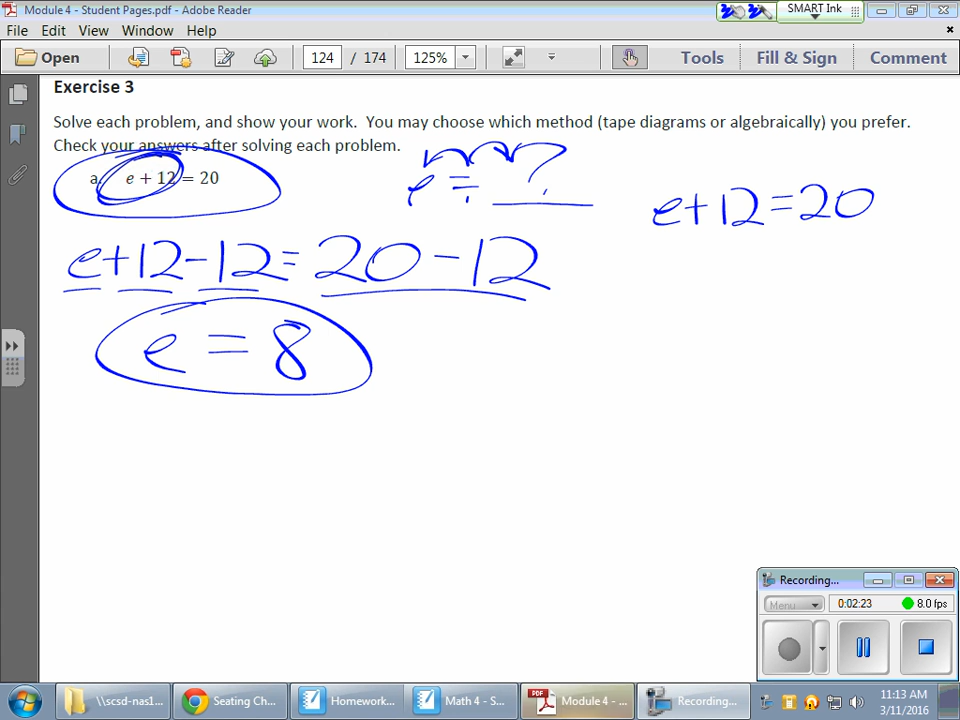 Module 4 - Student Pages.pdf - Adobe Reader
SMART Ink
File Edit View Window Help
Open 124 / 174 125% Tools Fill & Sign Comment
Exercise 3
Solve each problem, and show your work. You may choose which method (tape diagrams or algebraically) you prefer.
Check your answers after solving each problem.
a. e + 12 = 20
e = ?
e+12=20
e+12-12=20-12
e=8
Recording...
Menu 0:02:23 8.0 fps
\\scsd-nas1... Seating Ch... Homework... Math 4 - S... Module 4 - ... Recording... 11:13 AM
3/11/2016